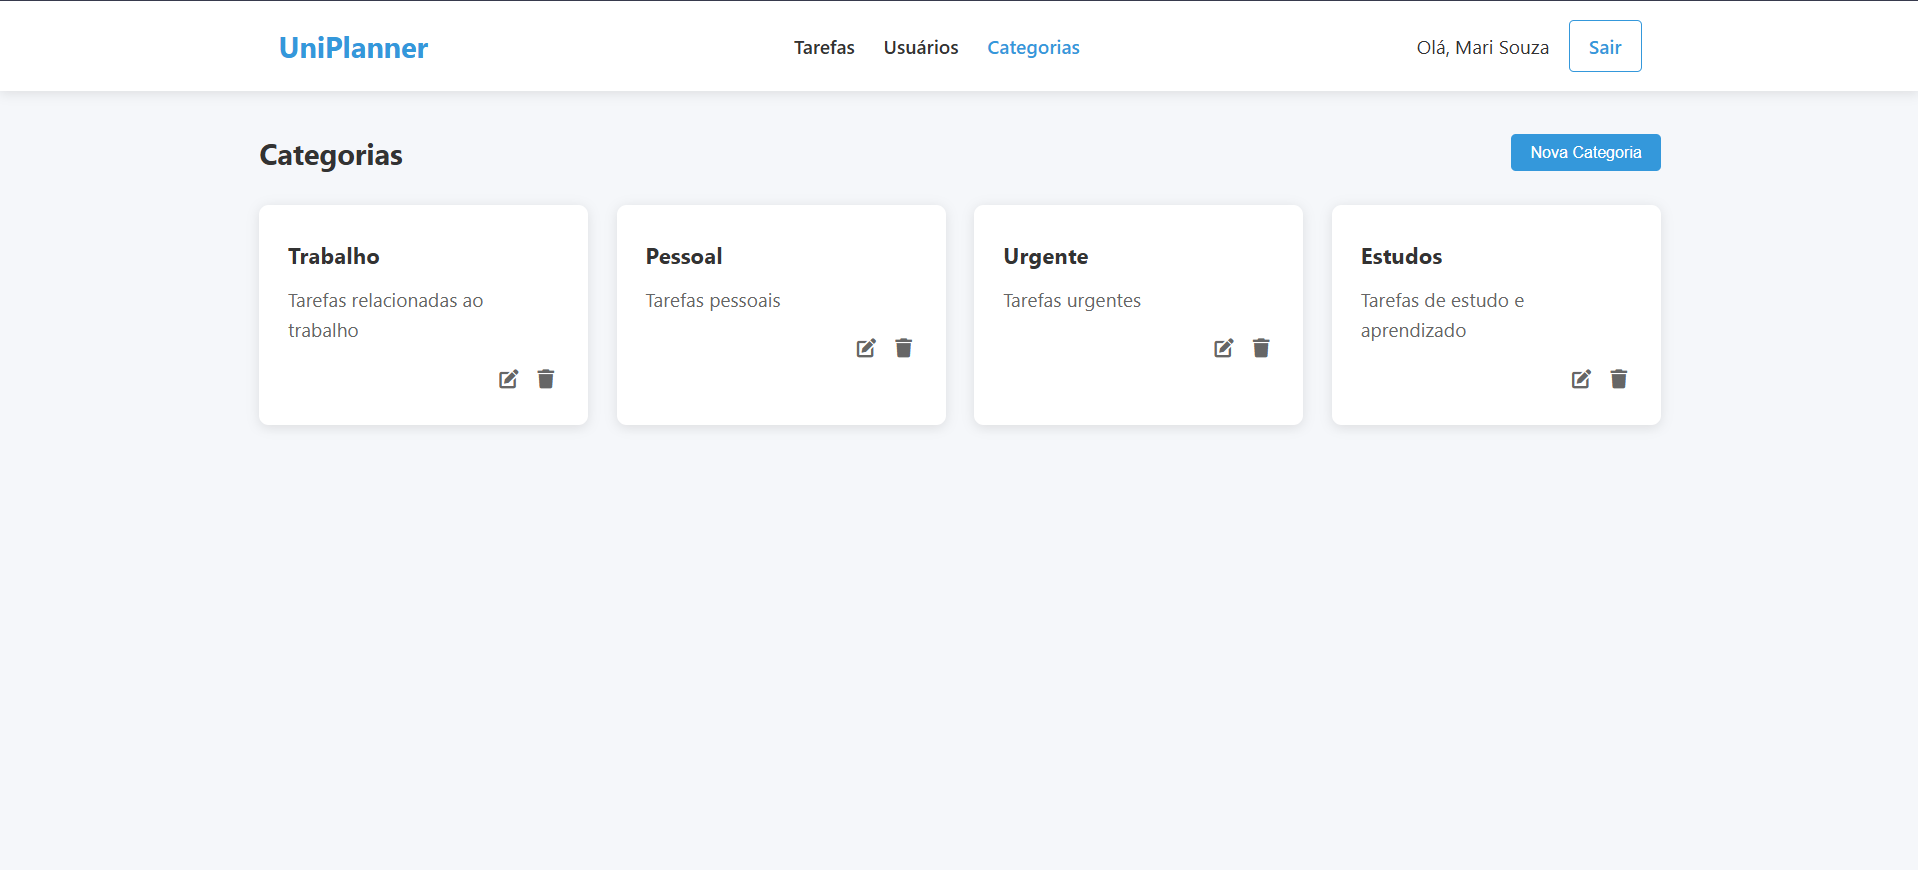 UniPlanner
Tarefas
Usuários
Categorias
Olá, Mari Souza
Sair
Categorias
Nova Categoria
Trabalho
Tarefas relacionadas ao
trabalho
Pessoal
Tarefas pessoais
Urgente
Tarefas urgentes
Estudos
Tarefas de estudo e
aprendizado